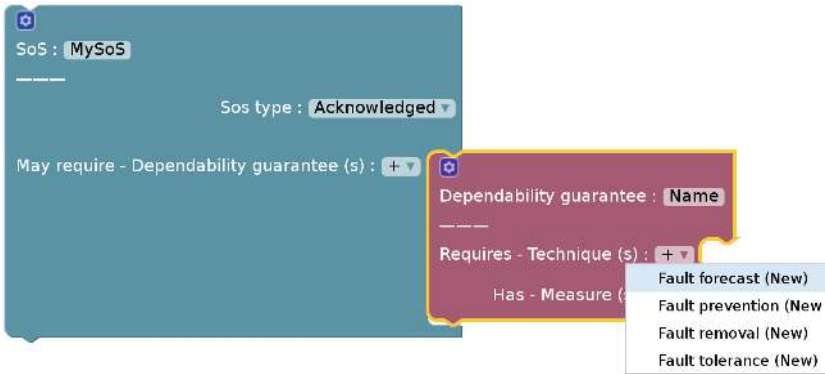 SoS : MySoS
———
Sos type : Acknowledged ▾
May require - Dependability guarantee (s) : + ▾
Dependability guarantee : Name
———
Requires - Technique (s) : + ▾
Has - Measure (
Fault forecast (New)
Fault prevention (New
Fault removal (New)
Fault tolerance (New)